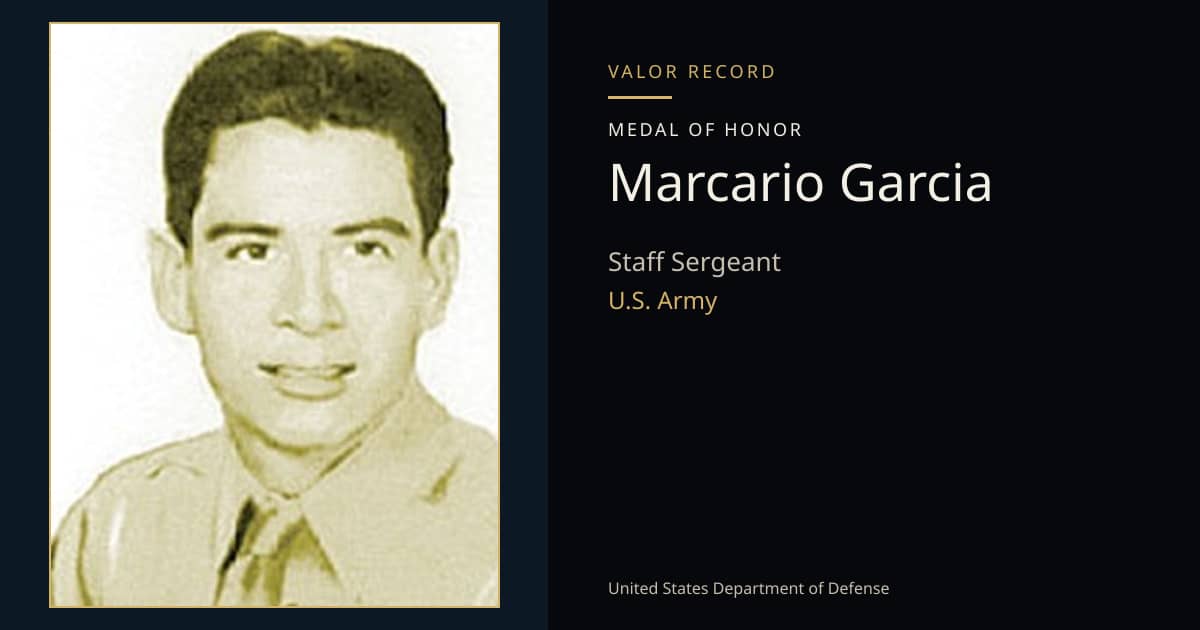 VALOR RECORD
MEDAL OF HONOR
Marcario Garcia
Staff Sergeant
U.S. Army
United States Department of Defense